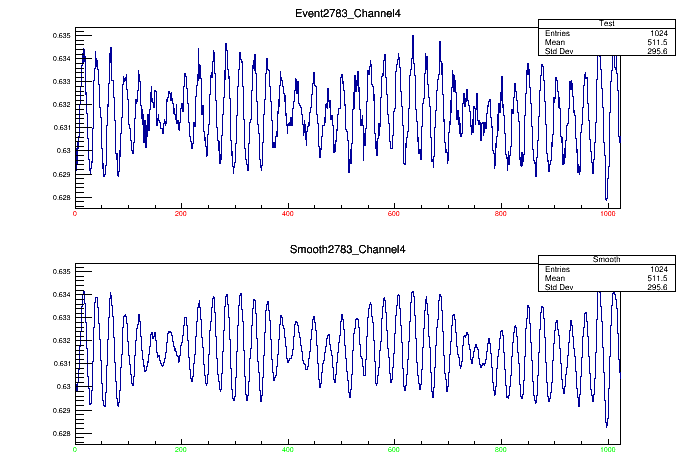 Event2783_Channel4
Test
Entries 1024
Mean 511.5
Std Dev 295.6
0.635
0.634
0.633
0.632
0.631
0.63
0.629
0.628
0 200 400 600 800 1000
Smooth2783_Channel4
Smooth
Entries 1024
Mean 511.5
Std Dev 295.6
0.635
0.634
0.633
0.632
0.631
0.63
0.629
0.628
0 200 400 600 800 1000